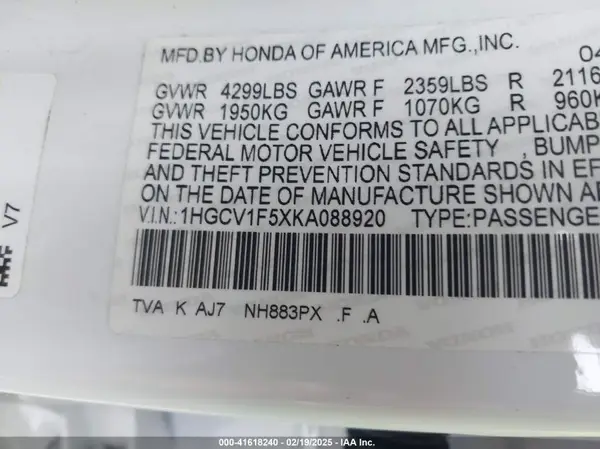 MFD.BY HONDA OF AMERICA MFG.,INC. 04
GVWR 4299LBS GAWR F 2359LBS R 2116
GVWR 1950KG GAWR F 1070KG R 960K
THIS VEHICLE CONFORMS TO ALL APPLICAB
FEDERAL MOTOR VEHICLE SAFETY , BUMP
AND THEFT PREVENTION STANDARDS IN EF
ON THE DATE OF MANUFACTURE SHOWN A
V.I.N.:1HGCV1F5XKA088920 TYPE:PASSENGE
TVA K AJ7 NH883PX .F .A
V7
000-41618240 - 02/19/2025 - IAA Inc.